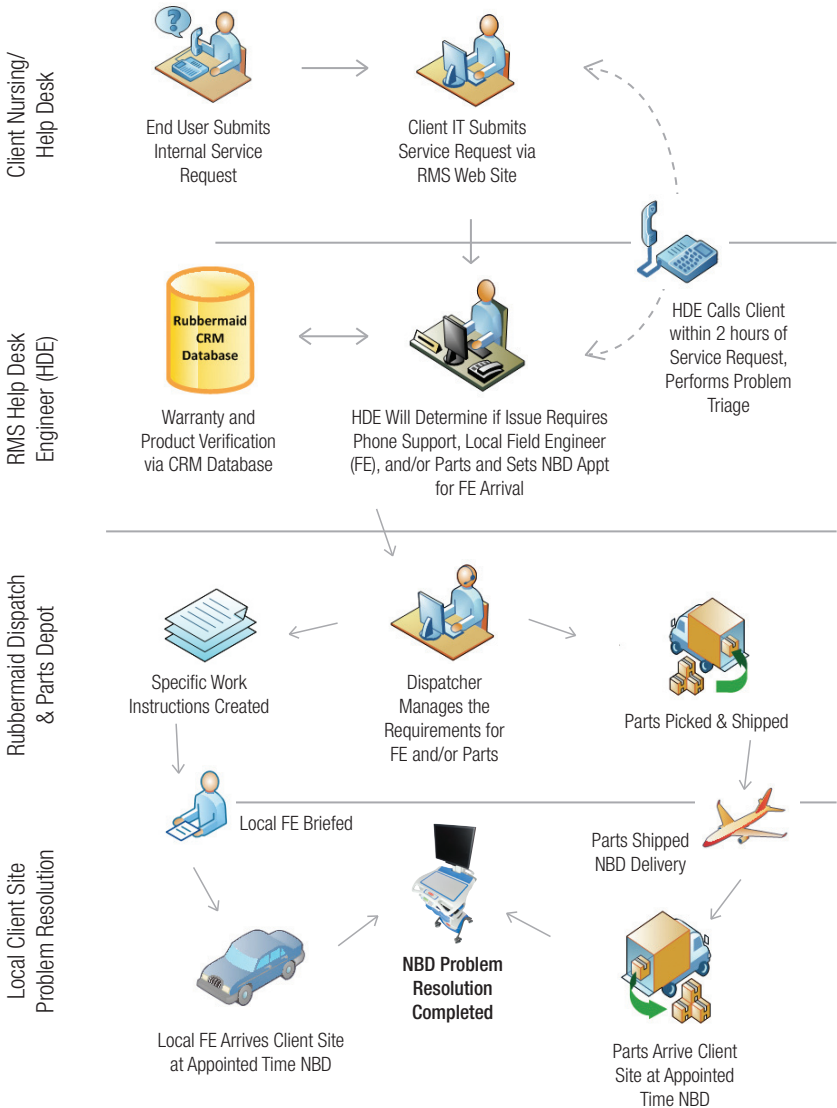 Client Nursing/
Help Desk
End User Submits
Internal Service
Request
Client IT Submits
Service Request via
RMS Web Site
RMS Help Desk
Engineer (HDE)
Rubbermaid
CRM
Database
Warranty and
Product Verification
via CRM Database
HDE Will Determine if Issue Requires
Phone Support, Local Field Engineer
(FE), and/or Parts and Sets NBD Appt
for FE Arrival
HDE Calls Client
within 2 hours of
Service Request,
Performs Problem
Triage
Rubbermaid Dispatch
& Parts Depot
Specific Work
Instructions Created
Dispatcher
Manages the
Requirements for
FE and/or Parts
Parts Picked & Shipped
Local Client Site
Problem Resolution
Local FE Briefed
Parts Shipped
NBD Delivery
Local FE Arrives Client Site
at Appointed Time NBD
NBD Problem
Resolution
Completed
Parts Arrive Client
Site at Appointed
Time NBD